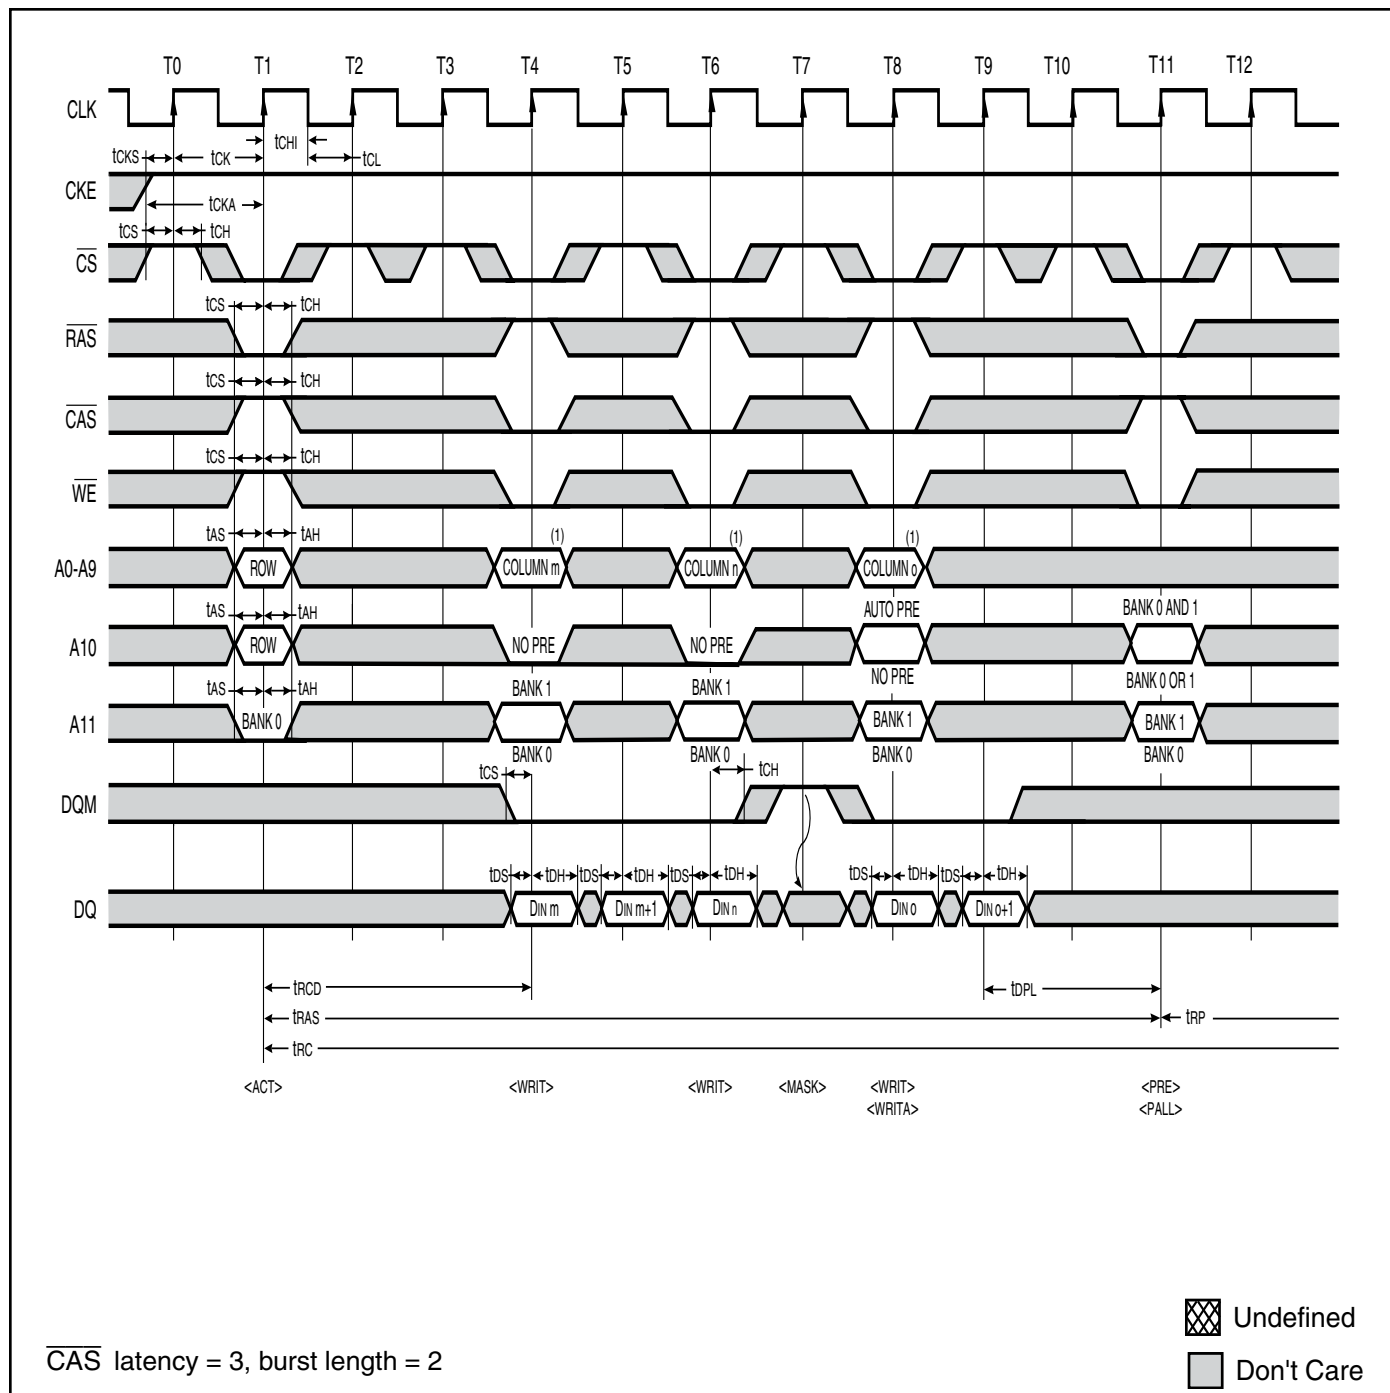 T0 T1 T2 T3 T4 T5 T6 T7 T8 T9 T10 T11 T12
CLK
tCHI
tCKS tCK tCL
CKE
tCKA
tCS tCH
CS
tCS tCH
RAS
tCS tCH
CAS
tCS tCH
WE
tAS tAH (1) (1) (1)
A0-A9 ROW COLUMN m COLUMN n COLUMN o
tAS tAH AUTO PRE BANK 0 AND 1
A10 ROW NO PRE NO PRE
NO PRE BANK 0 OR 1
tAS tAH BANK 1 BANK 1
A11 BANK 0 BANK 1 BANK 1
BANK 0 BANK 0 BANK 0 BANK 0
tCS tCH
DQM
tDS tDH tDS tDH tDS tDH tDS tDH tDS tDH
DQ DIN m DIN m+1 DIN n DIN o DIN o+1
tRCD tDPL
tRAS tRP
tRC
<ACT> <WRIT> <WRIT> <MASK> <WRIT> <PRE>
<WRITA> <PALL>
Undefined
CAS latency = 3, burst length = 2
Don't Care